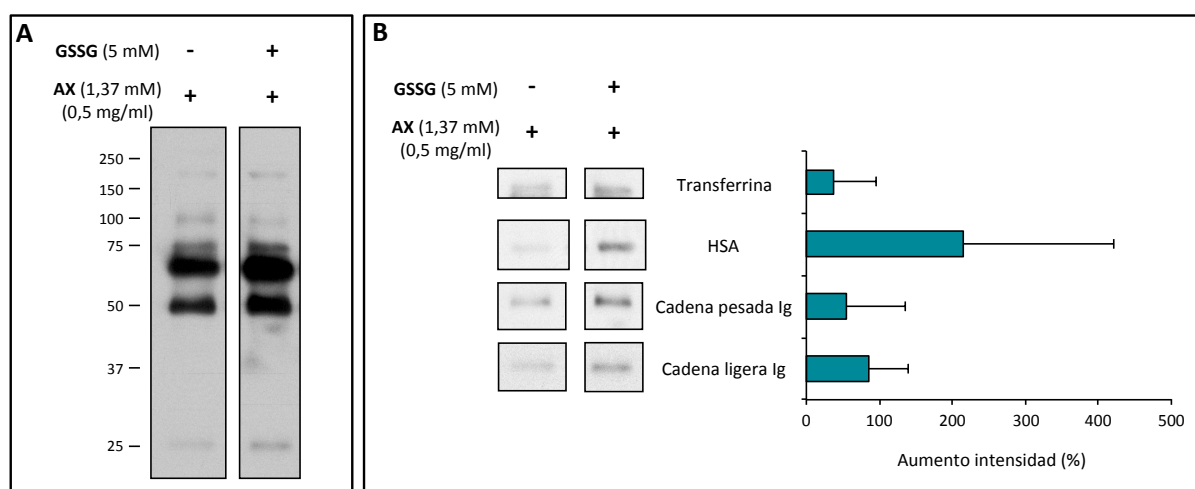 A
GSSG (5 mM) - +
AX (1,37 mM) + +
(0,5 mg/ml)
250
150
100
75
50
37
25
B
GSSG (5 mM) - +
AX (1,37 mM) + +
(0,5 mg/ml)
Transferrina
HSA
Cadena pesada Ig
Cadena ligera Ig
0 100 200 300 400 500
Aumento intensidad (%)